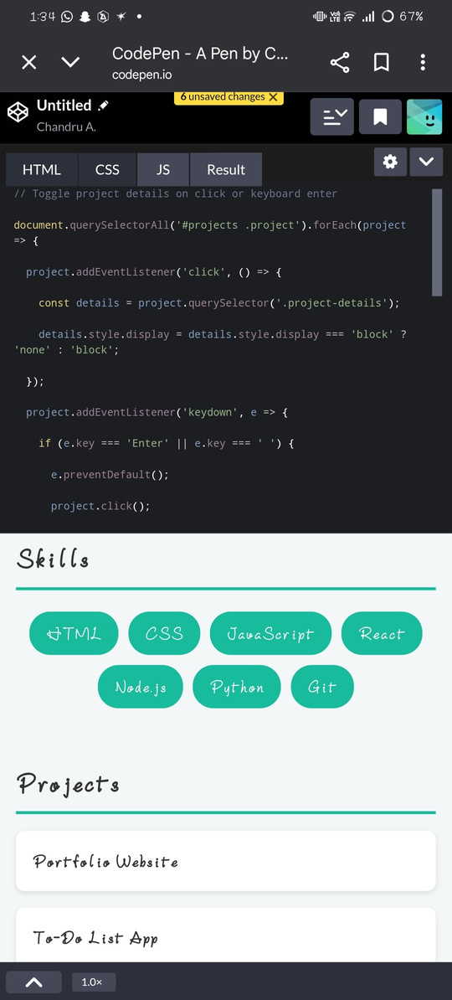 1:34
67%
CodePen - A Pen by C...
codepen.io
6 unsaved changes
Untitled
Chandru A.
HTML CSS JS Result
// Toggle project details on click or keyboard enter
document.querySelectorAll('#projects .project').forEach(project
=> {
project.addEventListener('click', () => {
const details = project.querySelector('.project-details');
details.style.display = details.style.display === 'block' ?
'none' : 'block';
});
project.addEventListener('keydown', e => {
if (e.key === 'Enter' || e.key === ' ') {
e.preventDefault();
project.click();
Skills
HTML CSS JavaScript React
Node.js Python Git
Projects
Portfolio Website
To-Do List App
1.0×